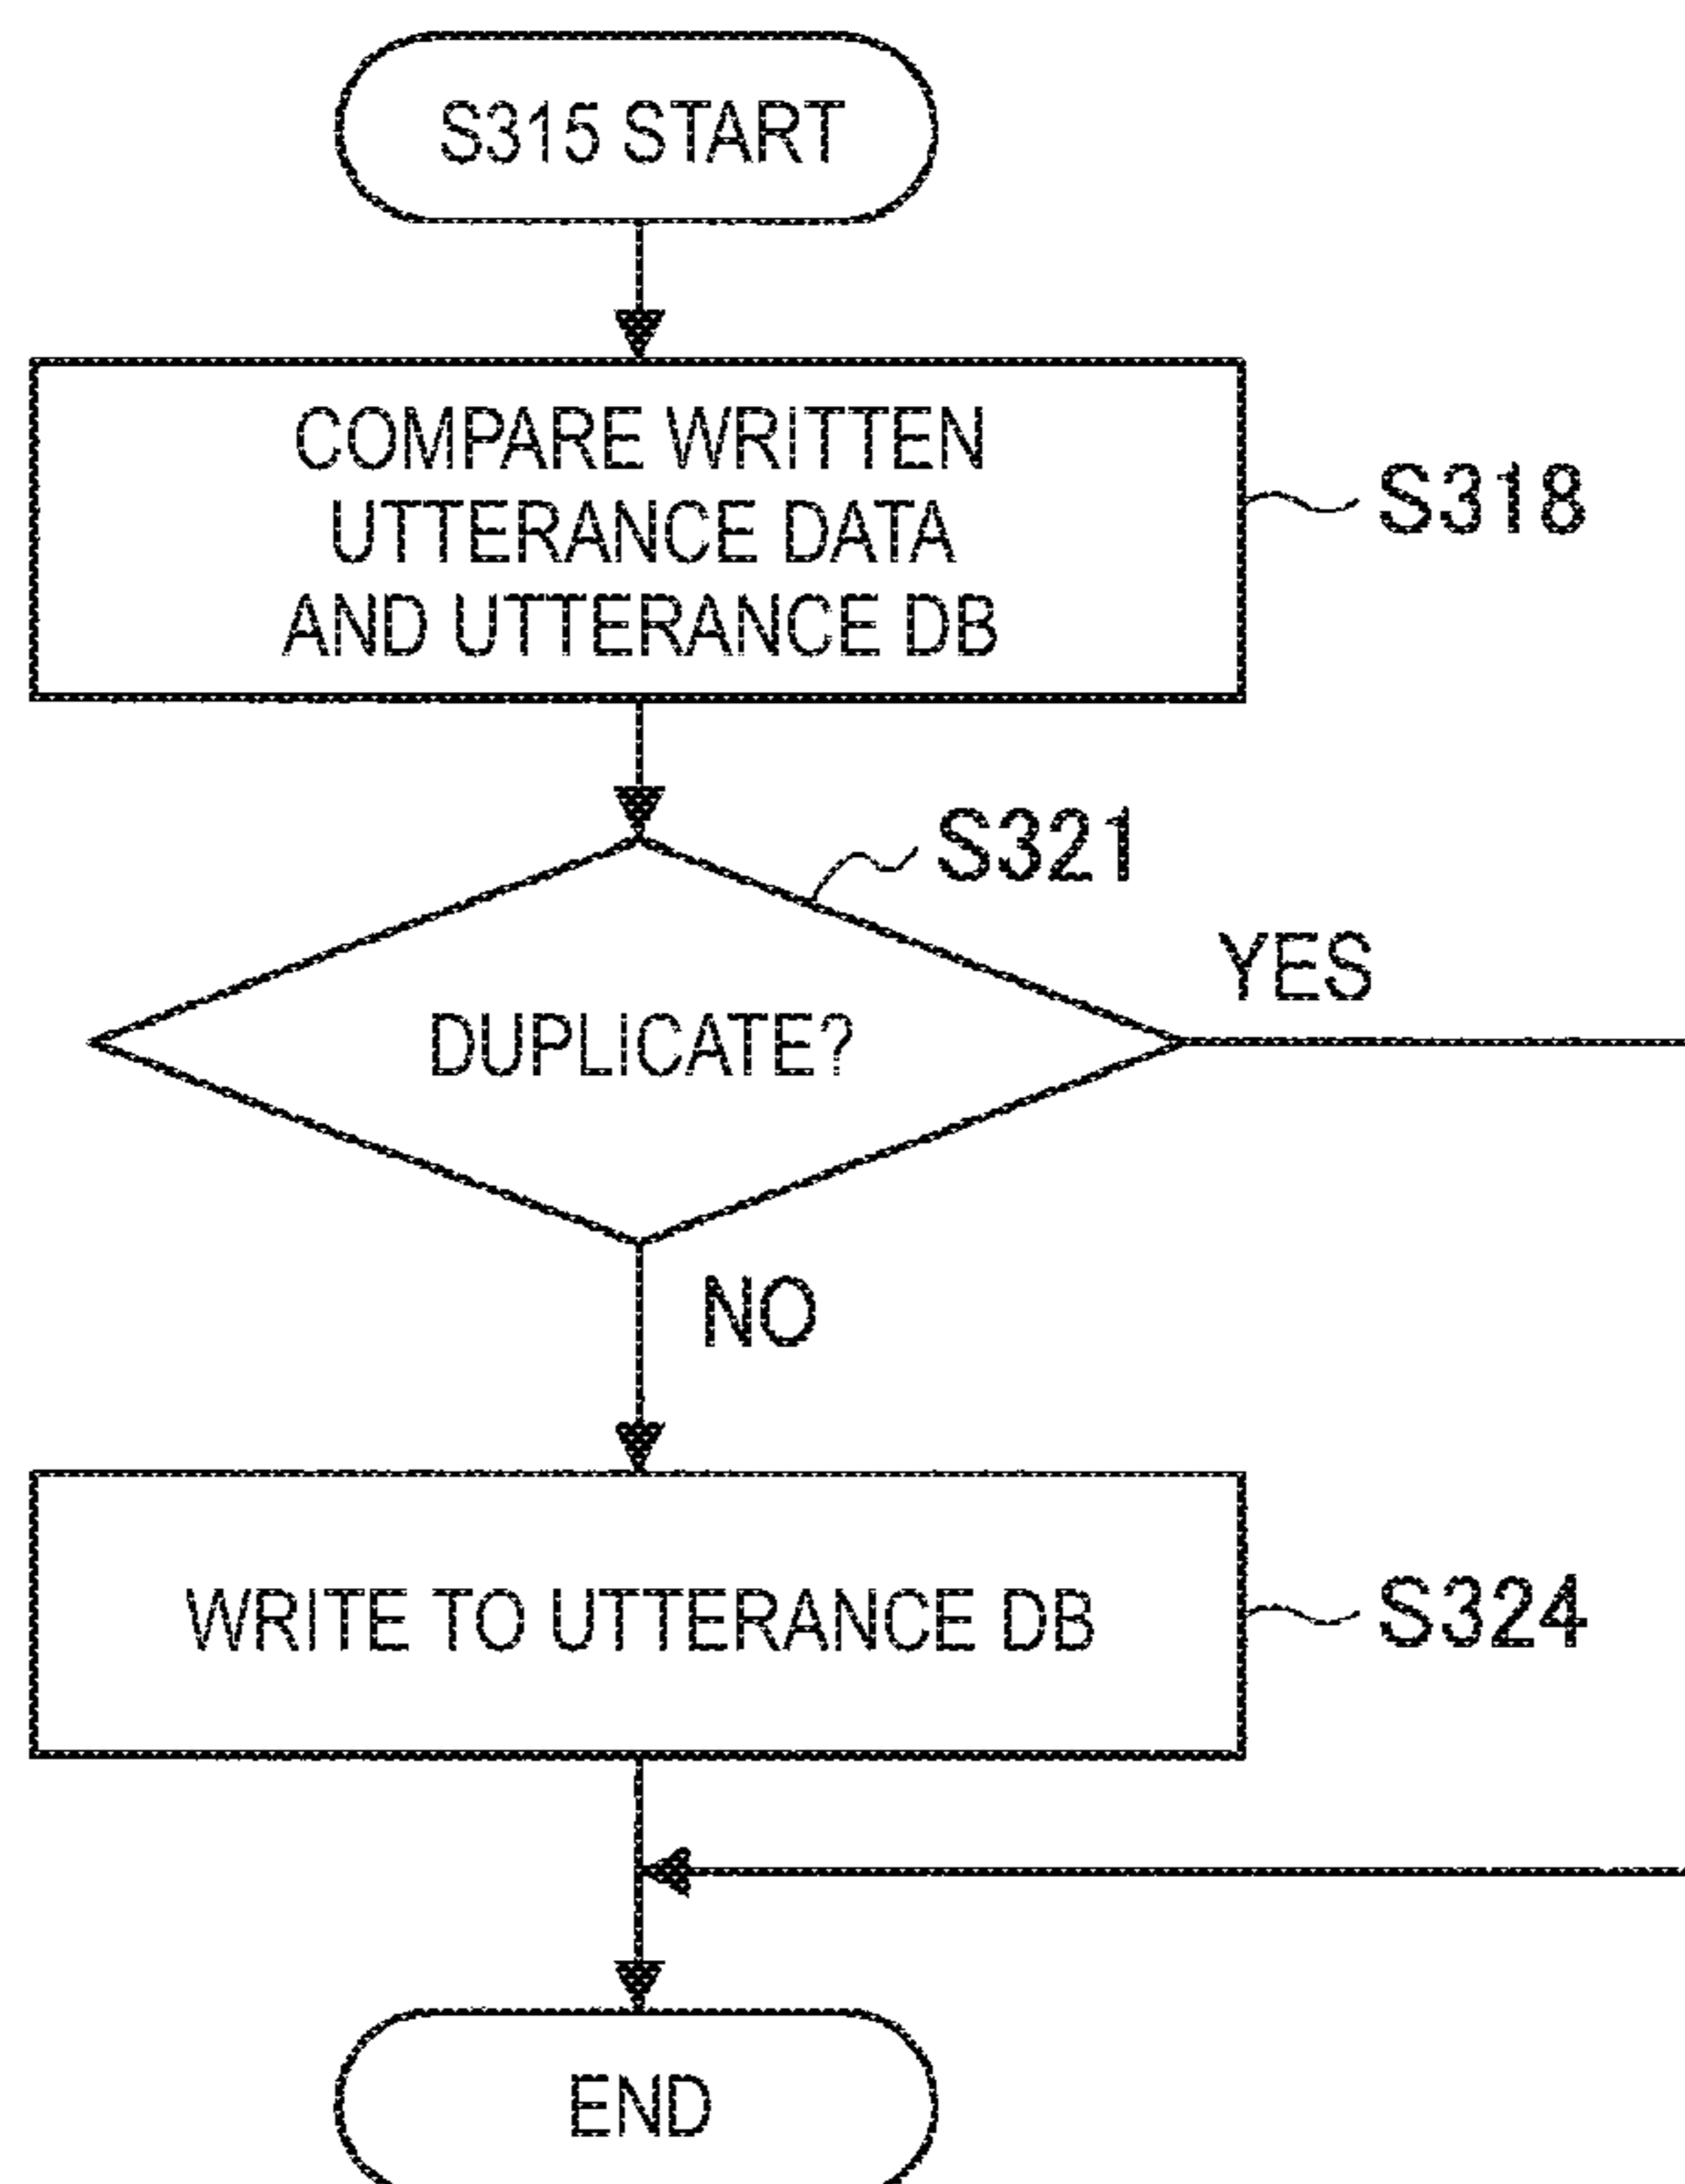 S315 START
COMPARE WRITTEN
UTTERANCE DATA
AND UTTERANCE DB
S318
S321
YES
DUPLICATE?
NO
WRITE TO UTTERANCE DB
S324
END